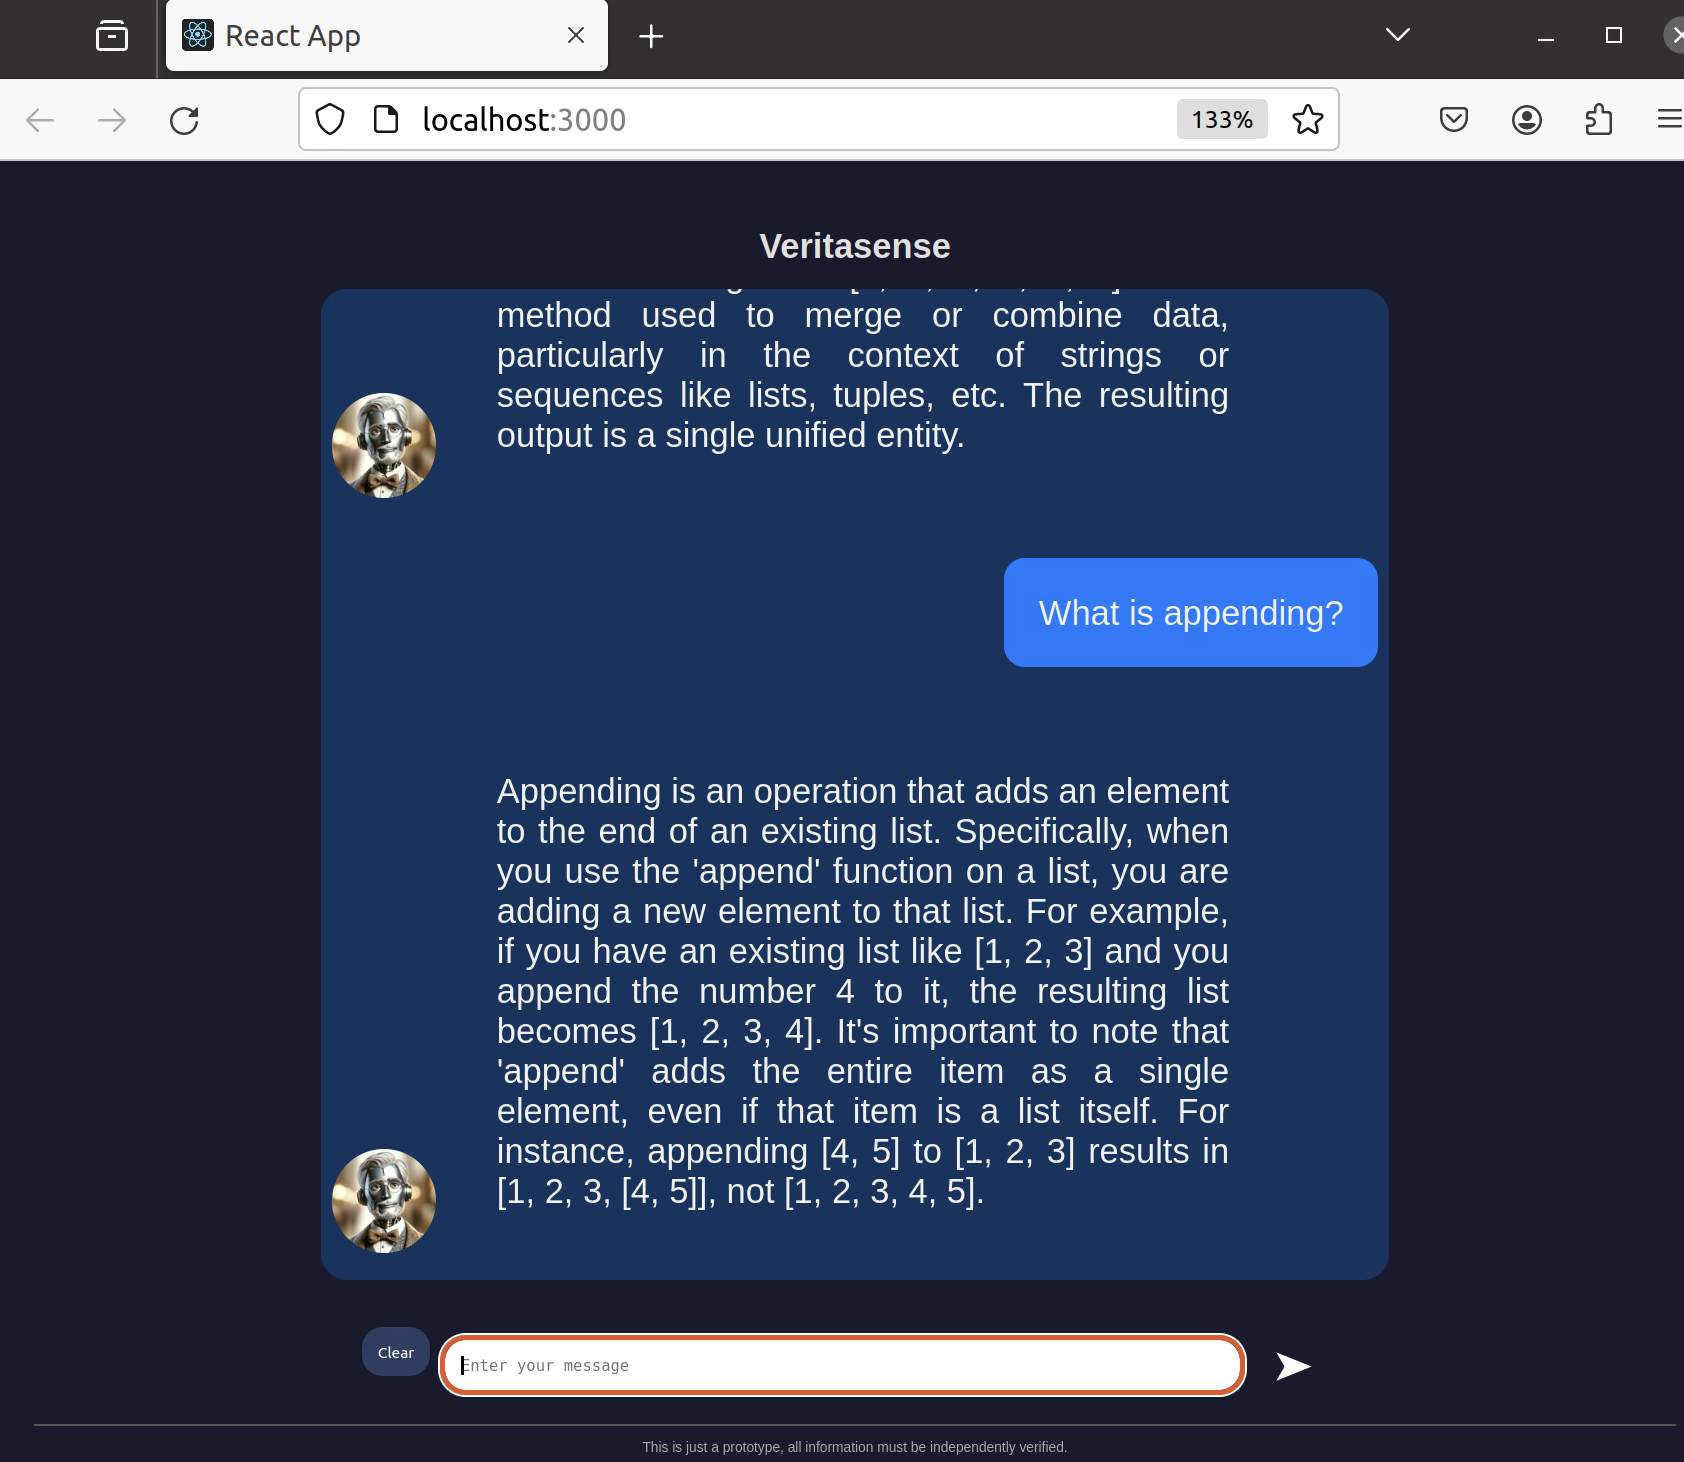 React App
localhost:3000
133%
Veritasense
method used to merge or combine data,
particularly in the context of strings or
sequences like lists, tuples, etc. The resulting
output is a single unified entity.
What is appending?
Appending is an operation that adds an element
to the end of an existing list. Specifically, when
you use the 'append' function on a list, you are
adding a new element to that list. For example,
if you have an existing list like [1, 2, 3] and you
append the number 4 to it, the resulting list
becomes [1, 2, 3, 4]. It's important to note that
'append' adds the entire item as a single
element, even if that item is a list itself. For
instance, appending [4, 5] to [1, 2, 3] results in
[1, 2, 3, [4, 5]], not [1, 2, 3, 4, 5].
Clear
Enter your message
This is just a prototype, all information must be independently verified.